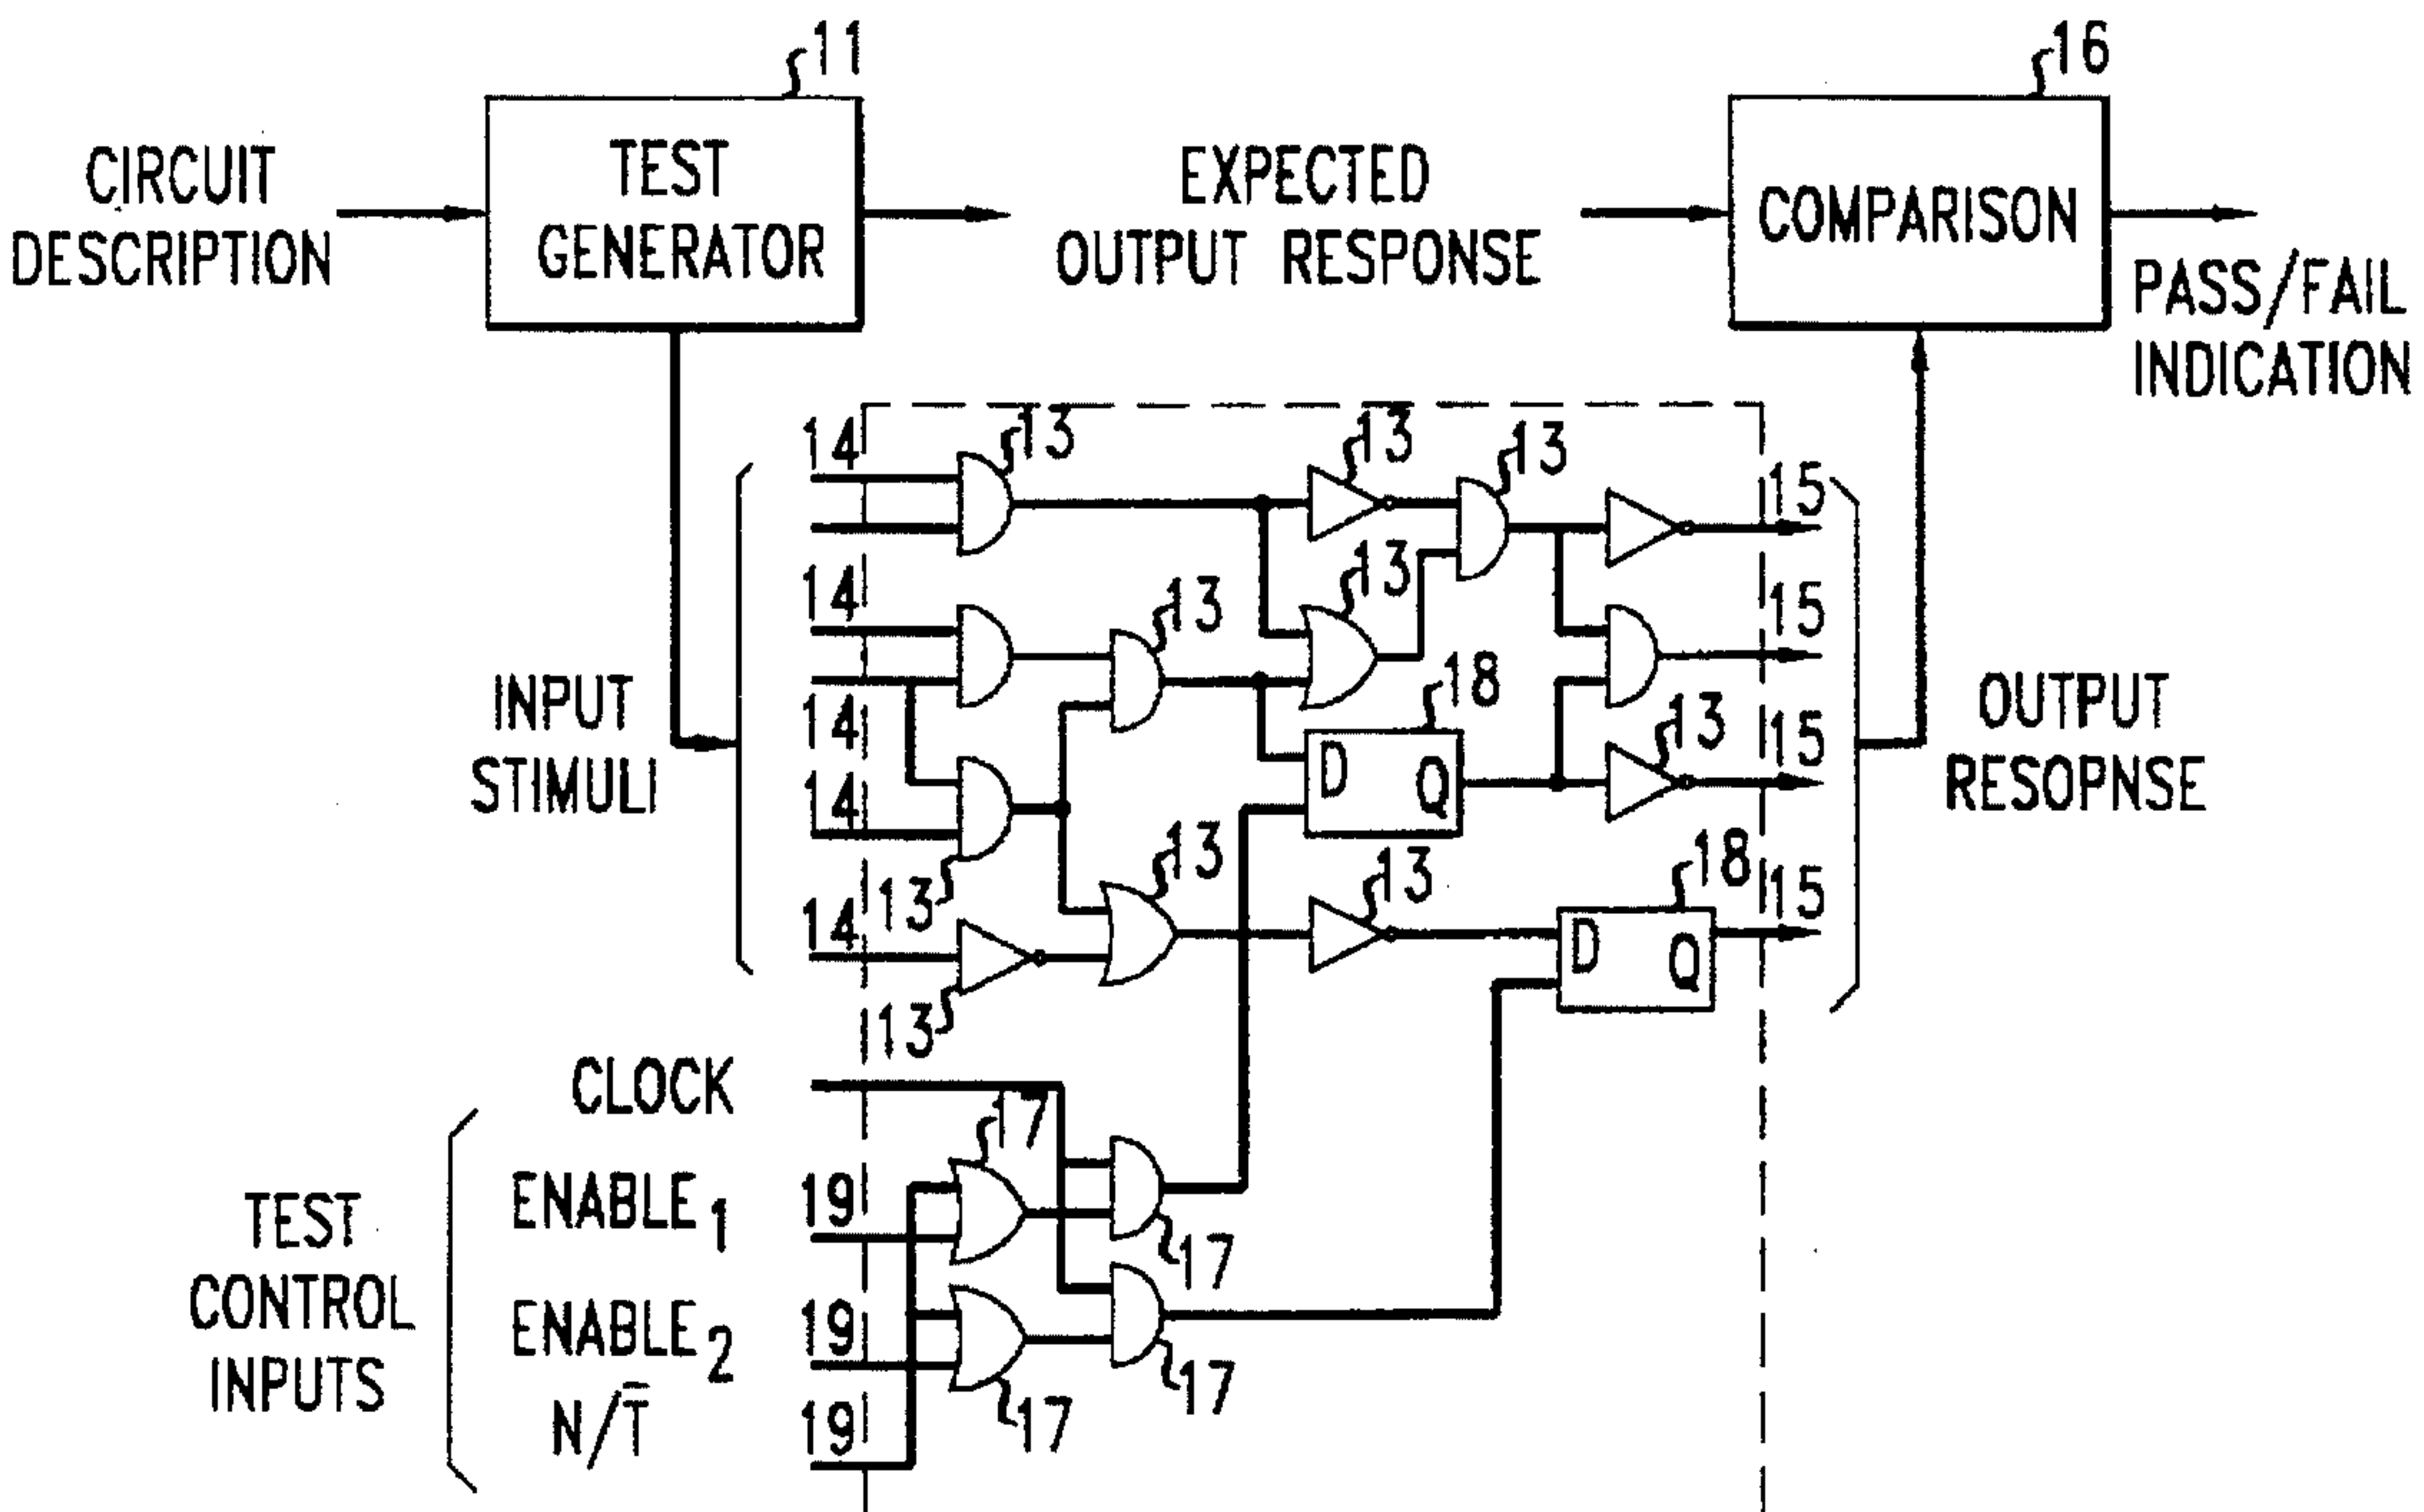 11
16
CIRCUIT
DESCRIPTION
TEST
GENERATOR
EXPECTED
OUTPUT RESPONSE
COMPARISON
PASS/FAIL
INDICATION
14
13
13
13
15
14
13
13
15
INPUT
STIMULI
14
18
13
15
OUTPUT
RESOPNSE
D
Q
14
13
13
13
18
15
14
D
Q
13
CLOCK
17
TEST
CONTROL
INPUTS
ENABLE 1
19
17
ENABLE 2
19
17
N/T̅
19
17